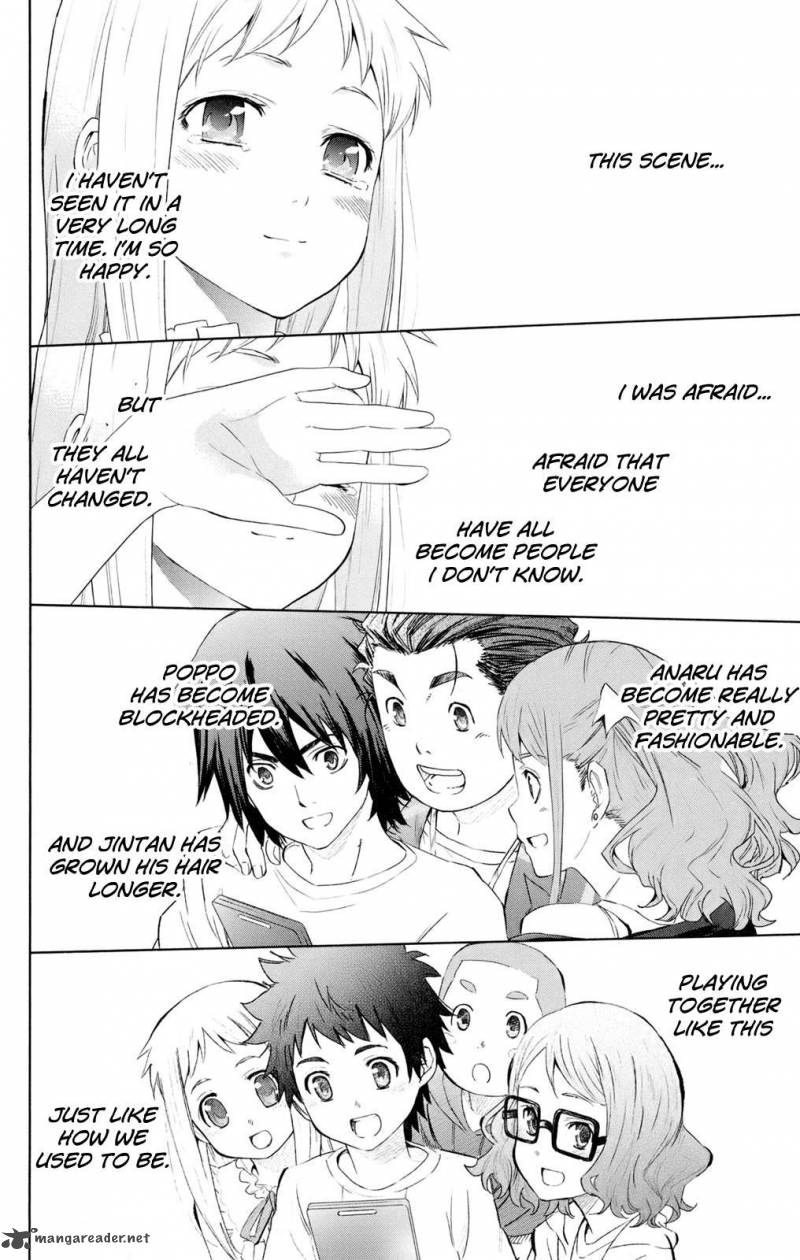 THIS SCENE...
I HAVEN'T
SEEN IT IN A
VERY LONG
TIME. I'M SO
HAPPY.
I WAS AFRAID...
AFRAID THAT
EVERYONE
HAVE ALL
BECOME PEOPLE
I DON'T KNOW.
BUT
THEY ALL
HAVEN'T
CHANGED.
ANARU HAS
BECOME REALLY
PRETTY AND
FASHIONABLE.
POPPO
HAS BECOME
BLOCKHEADED.
AND JINTAN HAS
GROWN HIS HAIR
LONGER.
PLAYING
TOGETHER
LIKE THIS
JUST LIKE
HOW WE
USED TO BE.
mangareader.net